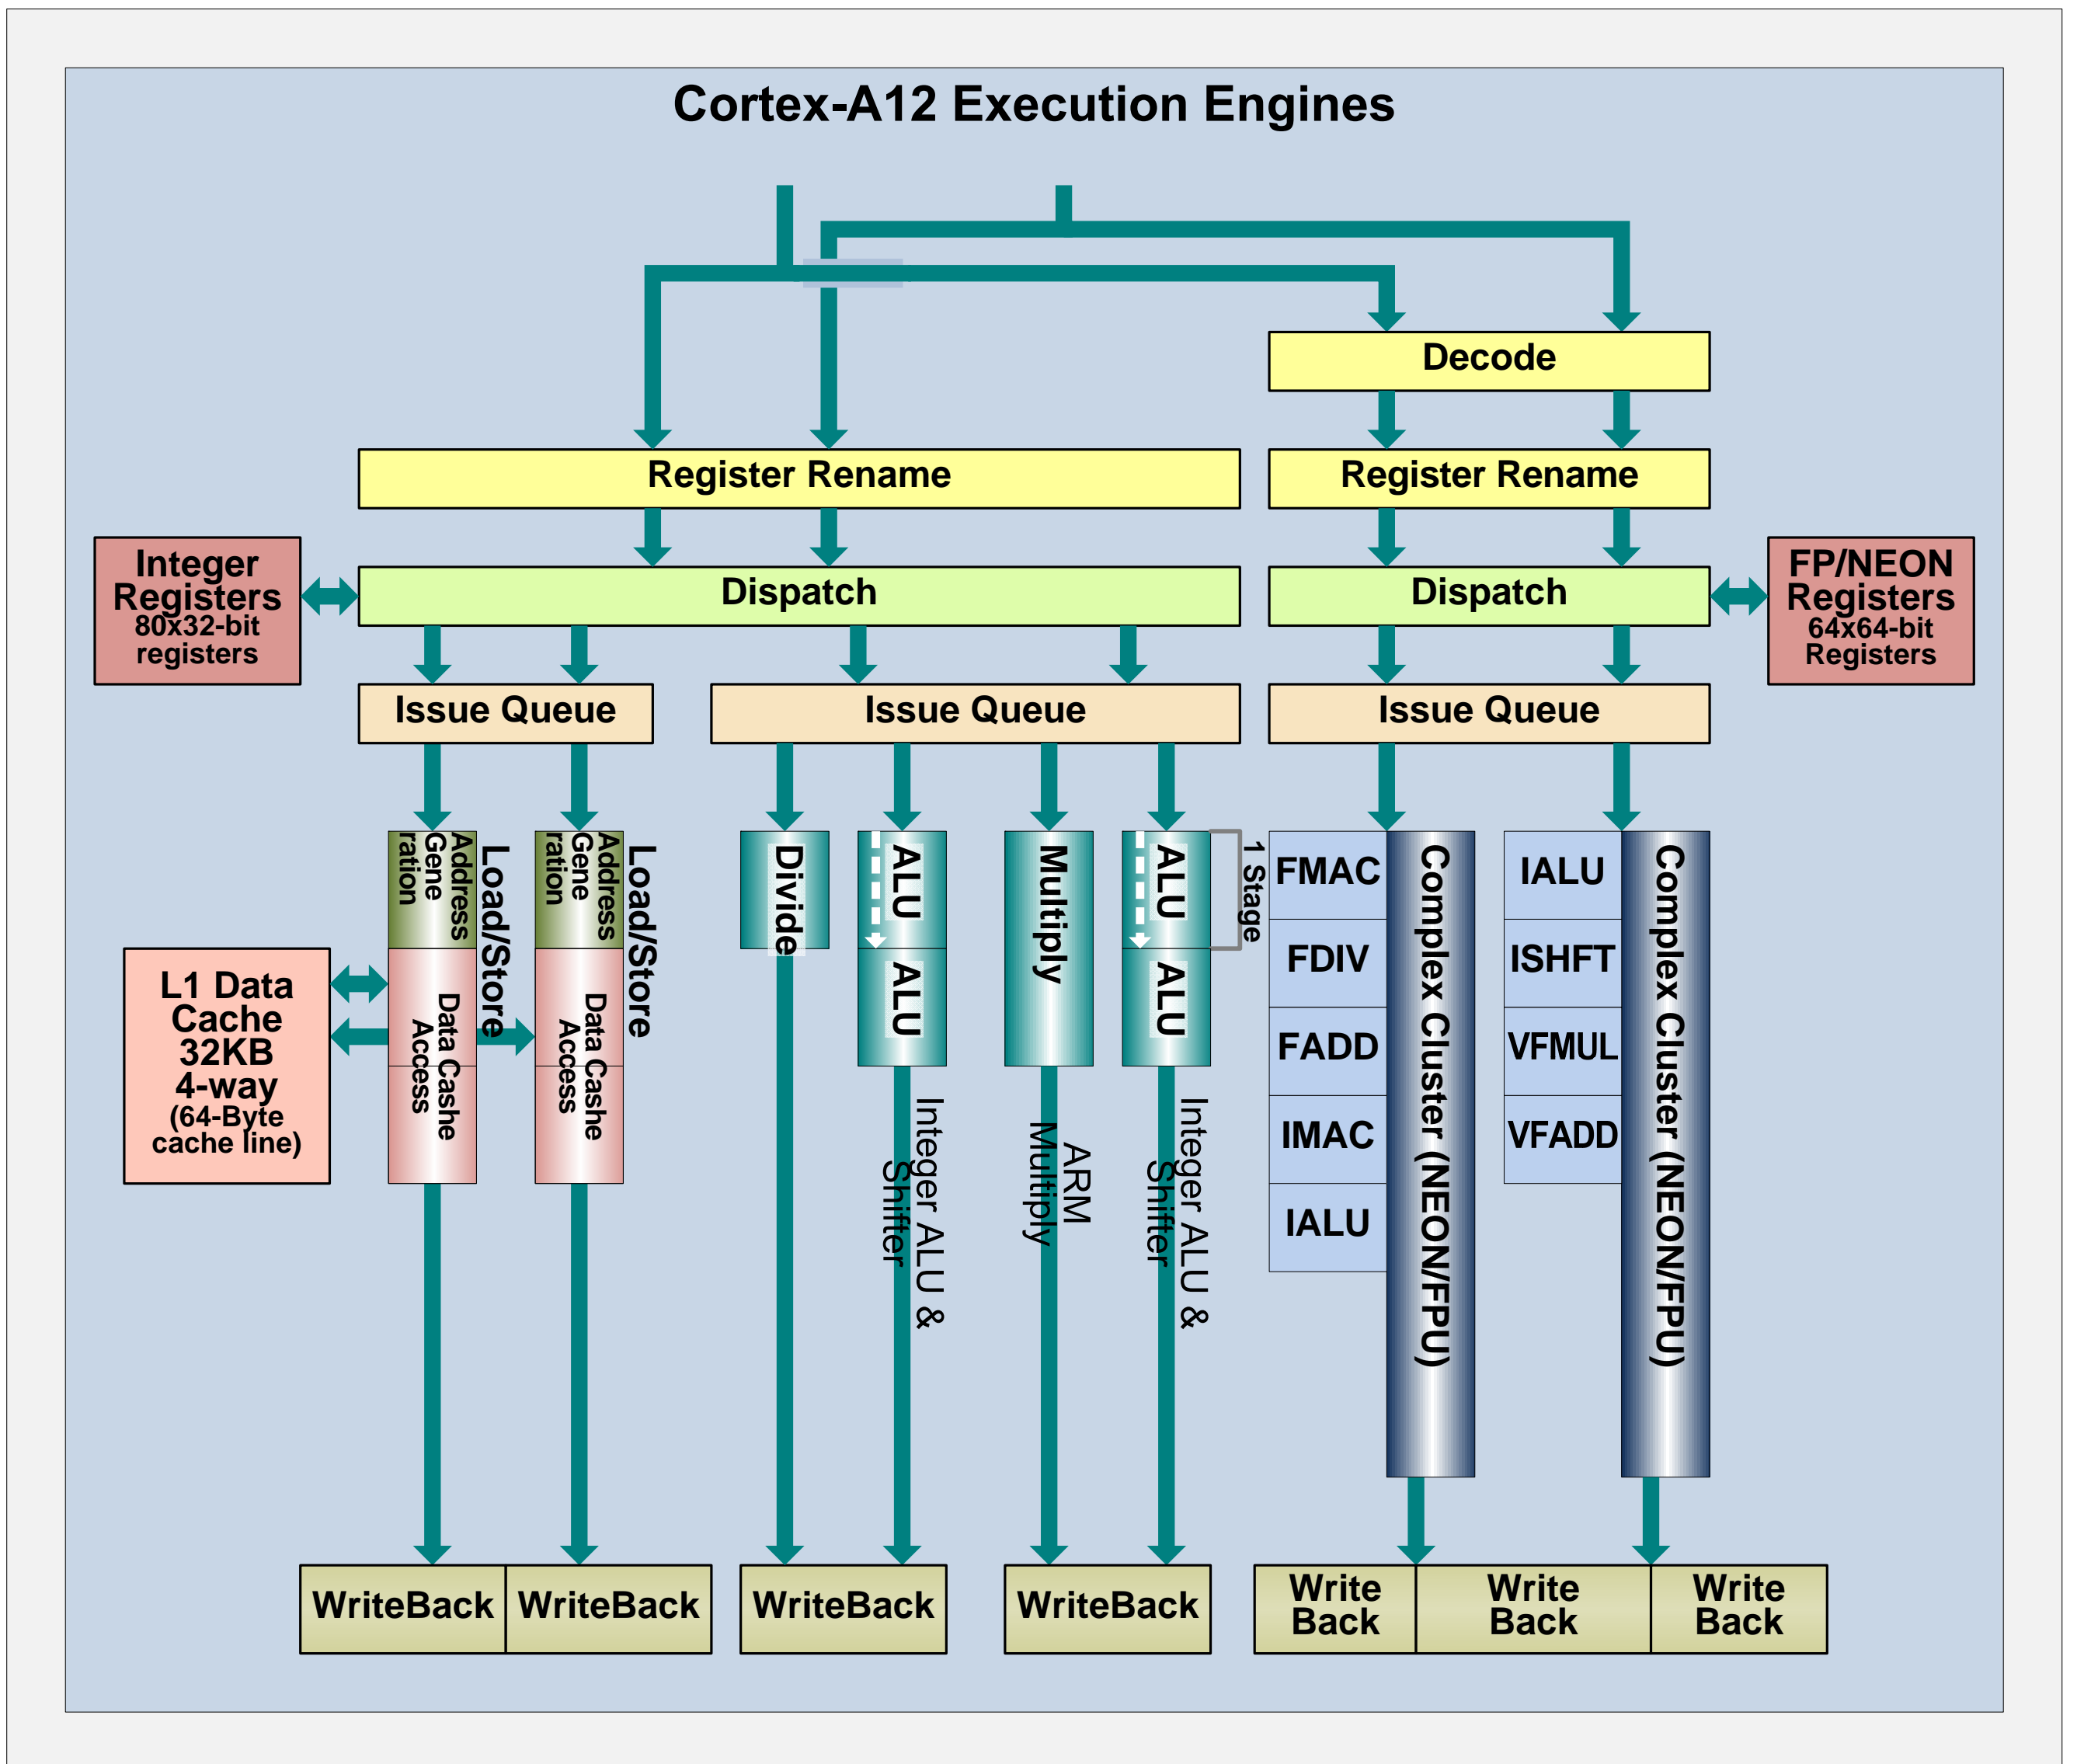 Cortex-A12 Execution Engines
Decode
Register Rename
Register Rename
Integer
Registers
80x32-bit
registers
Dispatch
Dispatch
FP/NEON
Registers
64x64-bit
Registers
Issue Queue
Issue Queue
Issue Queue
Address
Gene
ration
Load/Store
Address
Gene
ration
Load/Store
Divide
ALU
ALU
Multiply
ALU
ALU
1 Stage
FMAC
FDIV
FADD
IMAC
IALU
Complex Cluster (NEON/FPU)
IALU
ISHFT
VFMUL
VFADD
Complex Cluster (NEON/FPU)
L1 Data
Cache
32KB
4-way
(64-Byte
cache line)
Data Cashe
Access
Data Cashe
Access
Integer ALU &
Shifter
ARM
Multiply
Integer ALU &
Shifter
WriteBack
WriteBack
WriteBack
WriteBack
Write
Back
Write
Back
Write
Back